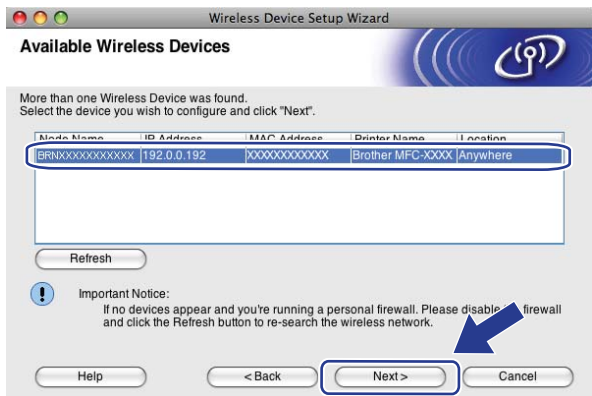 Wireless Device Setup Wizard
Available Wireless Devices
More than one Wireless Device was found.
Select the device you wish to configure and click "Next".
Node Name IP Address MAC Address Printer Name Location
BRNXXXXXXXXXXX 192.0.0.192 XXXXXXXXXXXX Brother MFC-XXXX Anywhere
Refresh
Important Notice:
If no devices appear and you're running a personal firewall. Please disable firewall
and click the Refresh button to re-search the wireless network.
Help < Back Next > Cancel